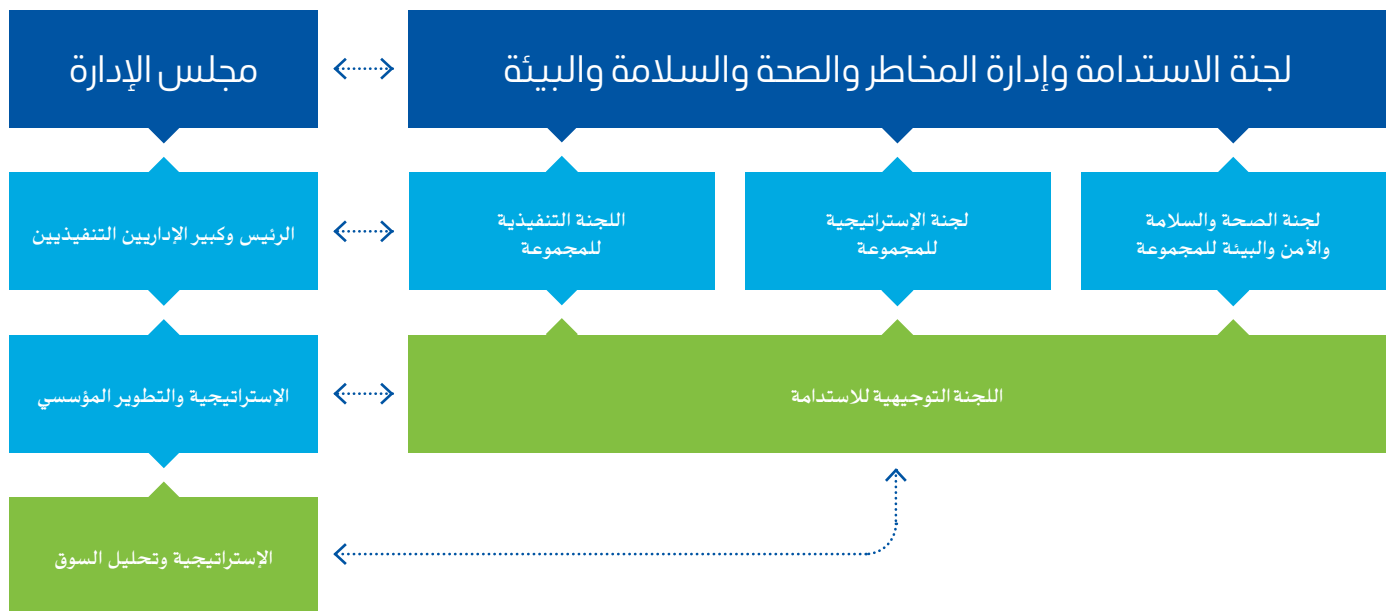 لجنة الاستدامة وإدارة المخاطر والصحة والسلامة والبيئة
مجلس الإدارة
لجنة الصحة والسلامة
والأمن والبيئة للمجموعة
لجنة الإستراتيجية
للمجموعة
اللجنة التنفيذية
للمجموعة
الرئيس وكبير الإداريين التنفيذيين
اللجنة التوجيهية للاستدامة
الإستراتيجية والتطوير المؤسسي
الإستراتيجية وتحليل السوق